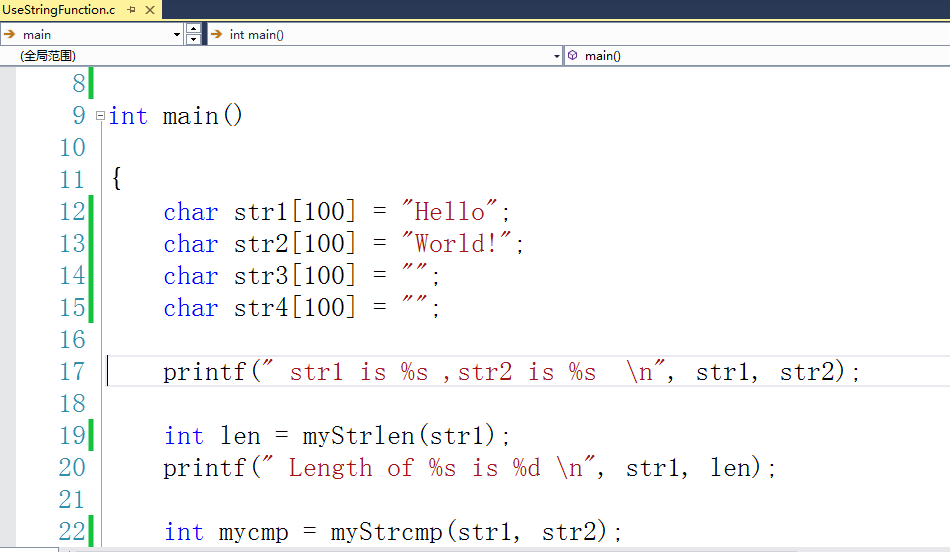 UseStringFunction.c
main int main()
(全局范围) main()
8
9 int main()
10
11 {
12 char str1[100] = "Hello";
13 char str2[100] = "World!";
14 char str3[100] = "";
15 char str4[100] = "";
16
17 printf(" str1 is %s ,str2 is %s  \n", str1, str2);
18
19 int len = myStrlen(str1);
20 printf(" Length of %s is %d \n", str1, len);
21
22 int mycmp = myStrcmp(str1, str2);